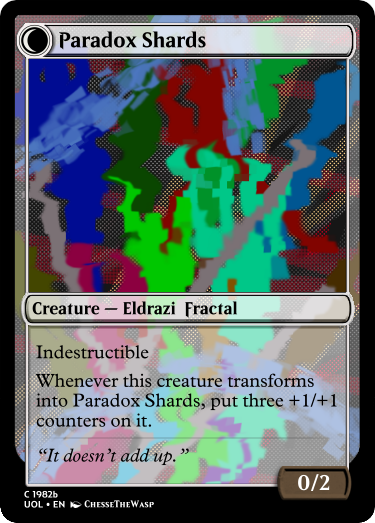 Paradox Shards
Creature — Eldrazi Fractal
Indestructible
Whenever this creature transforms
into Paradox Shards, put three +1/+1
counters on it.
“It doesn’t add up.”
0/2
C 1982b
UOL • EN ChesseTheWasp